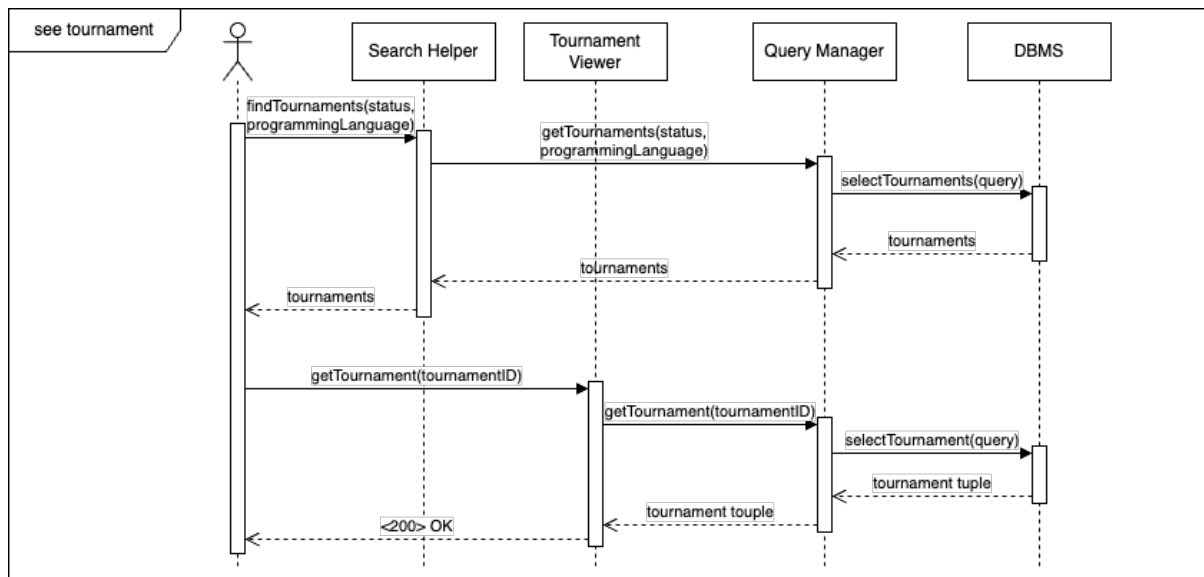 see tournament
Search Helper
Tournament
Viewer
Query Manager
DBMS
findTournaments(status,
programmingLanguage)
getTournaments(status,
programmingLanguage)
selectTournaments(query)
tournaments
tournaments
tournaments
getTournament(tournamentID)
getTournament(tournamentID)
selectTournament(query)
tournament tuple
tournament touple
<200> OK